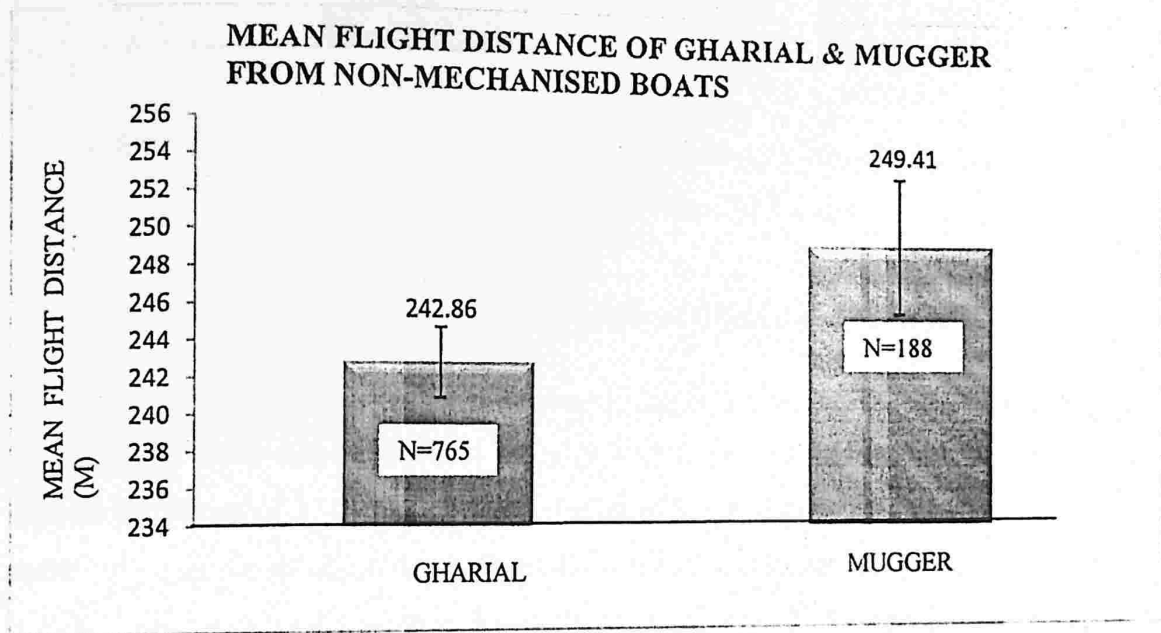 MEAN FLIGHT DISTANCE OF GHARIAL & MUGGER
FROM NON-MECHANISED BOATS
MEAN FLIGHT DISTANCE
(M)
256
254
252
250
248
246
244
242
240
238
236
234
242.86
249.41
N=765
N=188
GHARIAL
MUGGER